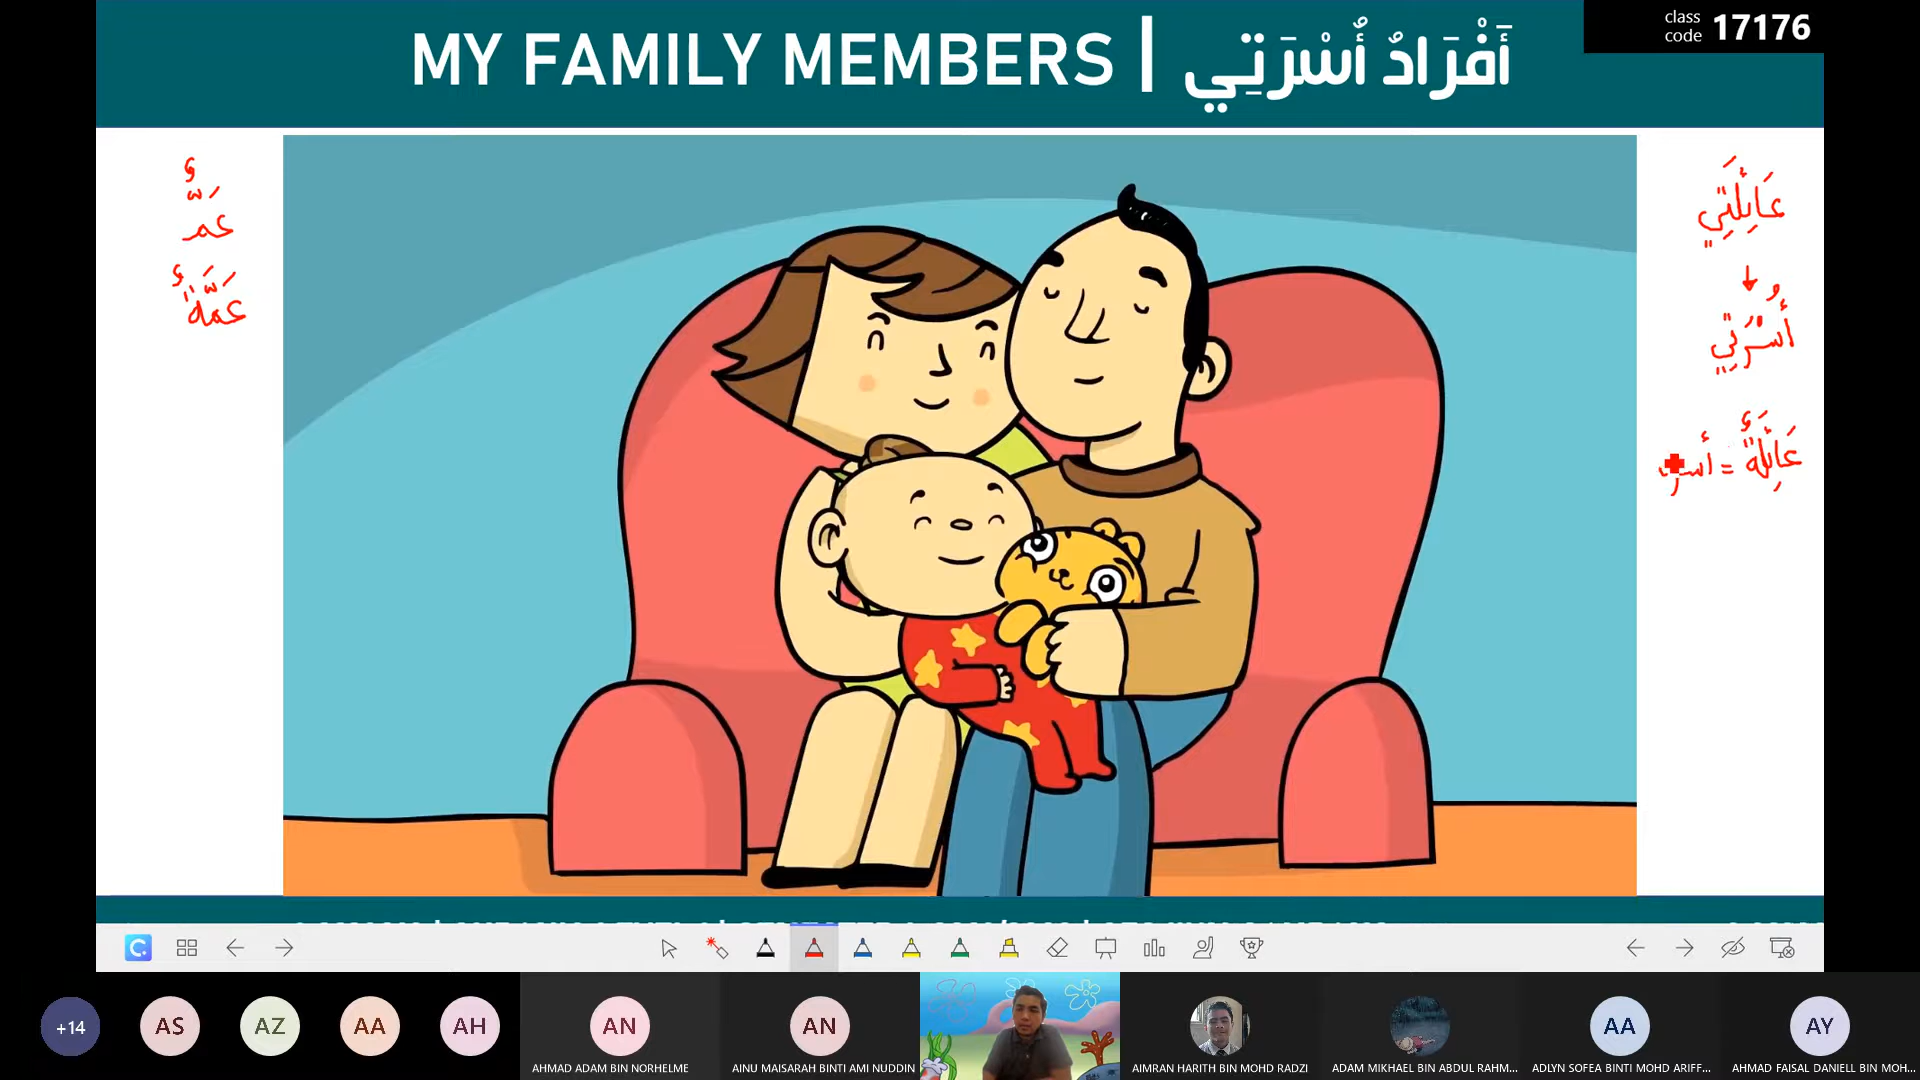 class code 17176
MY FAMILY MEMBERS | أَفْرَادُ أُسْرَتِي
عَمٌّ
عَمَّةٌ
عَائِلَتِي
أُسْرَتِي
عَائِلَةٌ = أسر
+14
AS
AZ
AA
AH
AN
AHMAD ADAM BIN NORHELME
AN
AINU MAISARAH BINTI AMI NUDDIN
AIMRAN HARITH BIN MOHD RADZI
ADAM MIKHAEL BIN ABDUL RAHM...
AA
ADLYN SOFEA BINTI MOHD ARIFF...
AY
AHMAD FAISAL DANIELL BIN MOH...